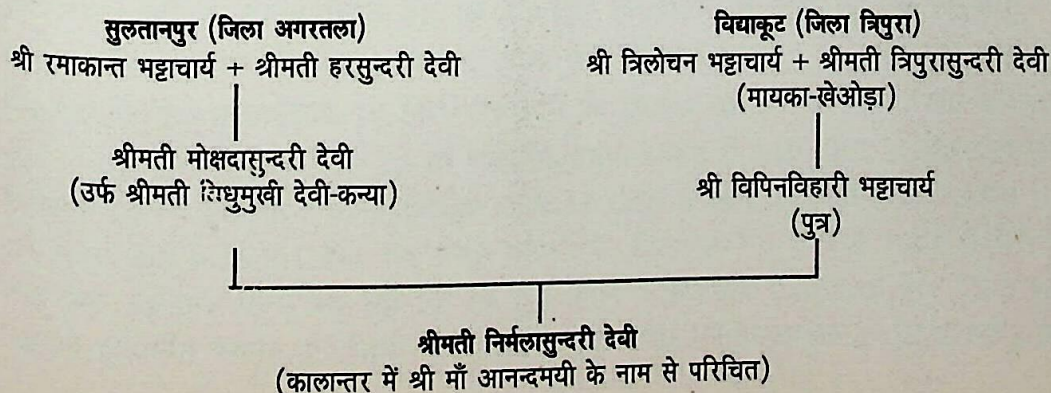 सुलतानपुर (जिला अगरतला)
श्री रमाकान्त भट्टाचार्य + श्रीमती हरसुन्दरी देवी
श्रीमती मोक्षदासुन्दरी देवी
(उर्फ श्रीमती देवी-कन्या)
विद्याकूट (जिला त्रिपुरा)
श्री त्रिलोचन भट्टाचार्य + श्रीमती त्रिपुरासुन्दरी देवी
(मायका-खेओड़ा)
श्री विपिनविहारी भट्टाचार्य
(पुत्र)
श्रीमती निर्मलासुन्दरी देवी
(कालान्तर में श्री माँ आनन्दमयी के नाम से परिचित)